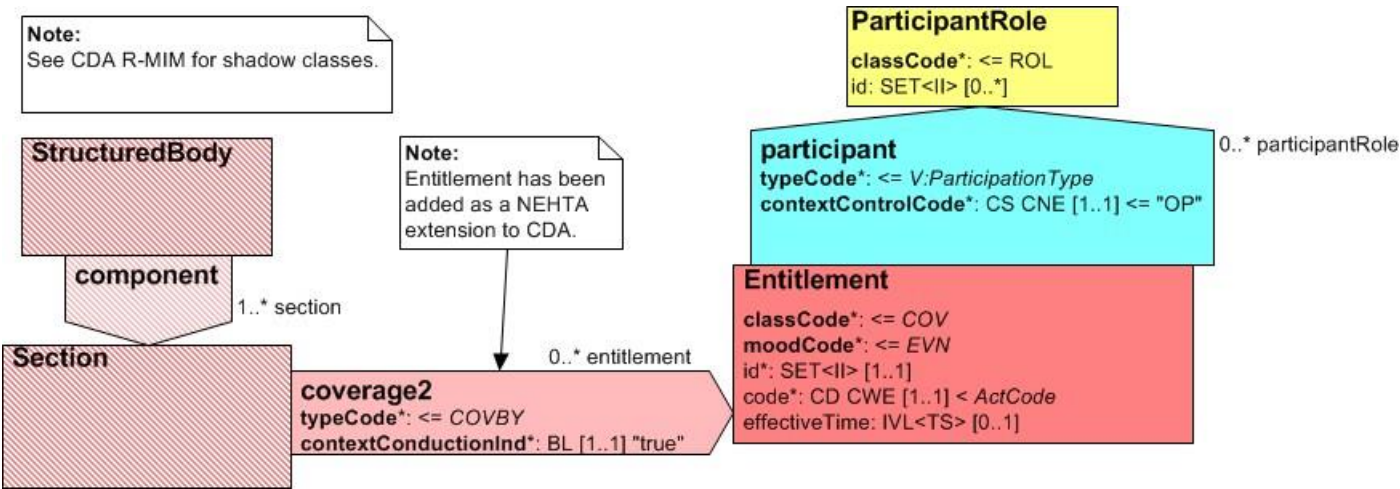 Note:
See CDA R-MIM for shadow classes.
ParticipantRole
classCode*: <= ROL
id: SET<II> [0..*]
StructuredBody
component
1..* section
Note:
Entitlement has been
added as a NEHTA
extension to CDA.
participant
typeCode*: <= V:ParticipationType
contextControlCode*: CS CNE [1..1] <= "OP"
0..* participantRole
Section
0..* entitlement
coverage2
typeCode*: <= COVBY
contextConductionInd*: BL [1..1] "true"
Entitlement
classCode*: <= COV
moodCode*: <= EVN
id*: SET<II> [1..1]
code*: CD CWE [1..1] < ActCode
effectiveTime: IVL<TS> [0..1]